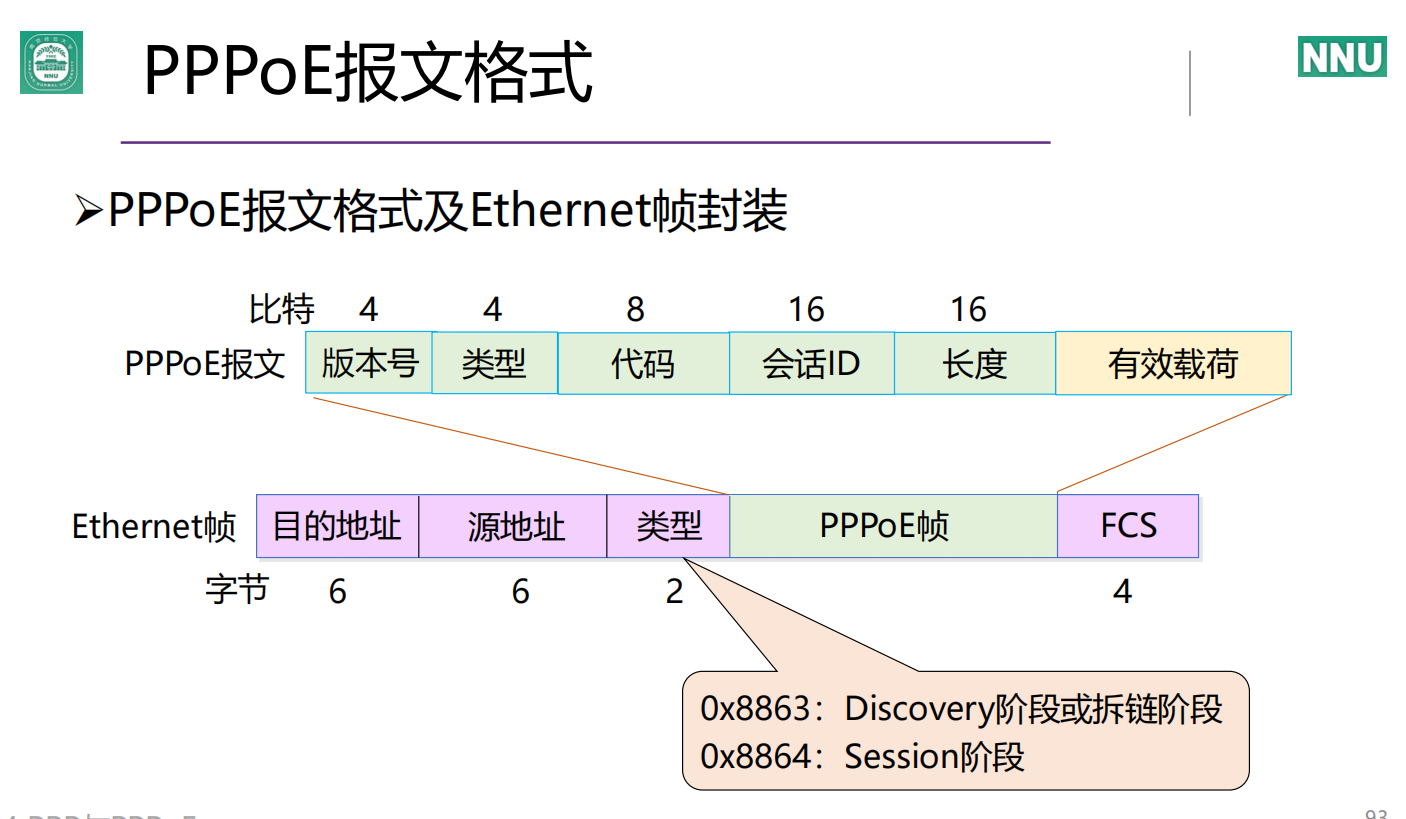 PPPoE报文格式
NNU
NNU
➢PPPoE报文格式及Ethernet帧封装
比特 4 4 8 16 16
PPPoE报文 版本号 类型 代码 会话ID 长度 有效载荷
Ethernet帧 目的地址 源地址 类型 PPPoE帧 FCS
字节 6 6 2 4
0x8863：Discovery阶段或拆链阶段
0x8864：Session阶段
93